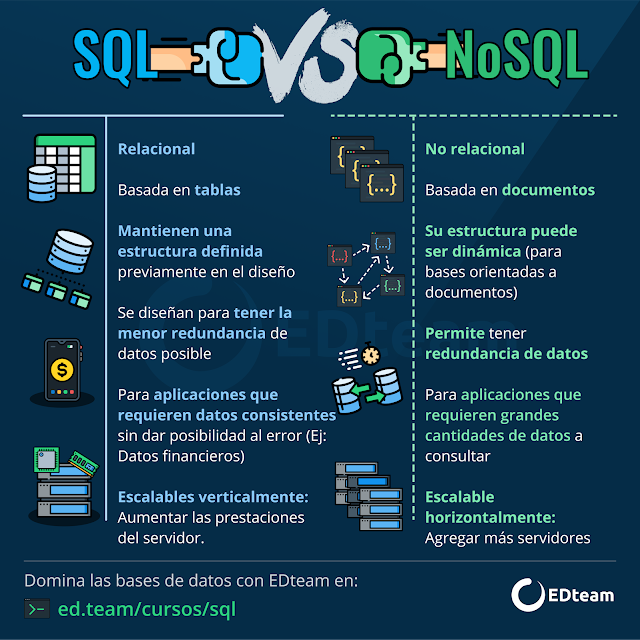 SQL VS NoSQL
Relacional
Basada en tablas
Mantienen una
estructura definida
previamente en el diseño
Se diseñan para tener la
menor redundancia de
datos posible
Para aplicaciones que
requieren datos consistentes
sin dar posibilidad al error (Ej:
Datos financieros)
Escalables verticalmente:
Aumentar las prestaciones
del servidor.
No relacional
Basada en documentos
Su estructura puede
ser dinámica (para
bases orientadas a
documentos)
Permite tener
redundancia de datos
Para aplicaciones que
requieren grandes
cantidades de datos a
consultar
Escalable
horizontalmente:
Agregar más servidores
{...}
{...}
{...}
{...}
{...}
{...}
$
EDteam
Domina las bases de datos con EDteam en:
>- ed.team/cursos/sql
EDteam